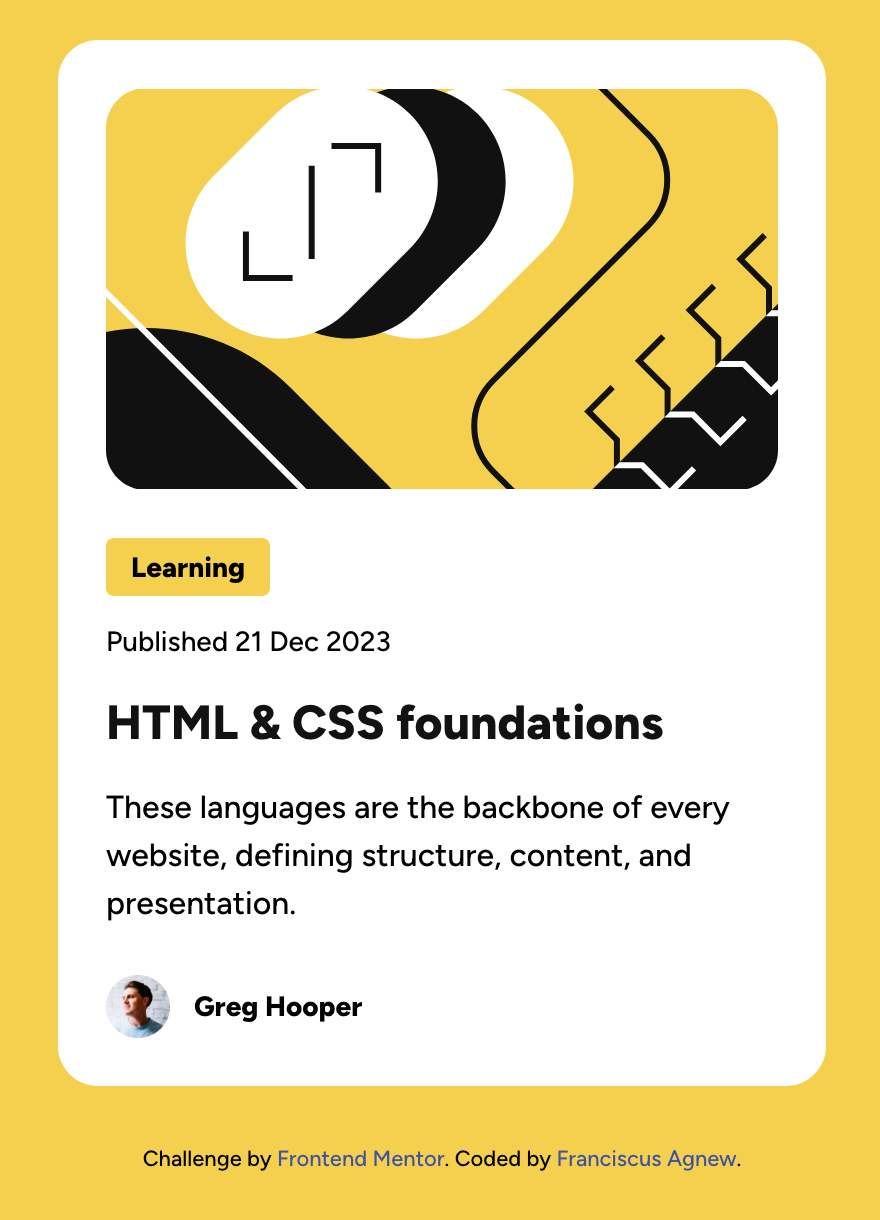 Learning
Published 21 Dec 2023
HTML & CSS foundations
These languages are the backbone of every
website, defining structure, content, and
presentation.
Greg Hooper
Challenge by Frontend Mentor. Coded by Franciscus Agnew.